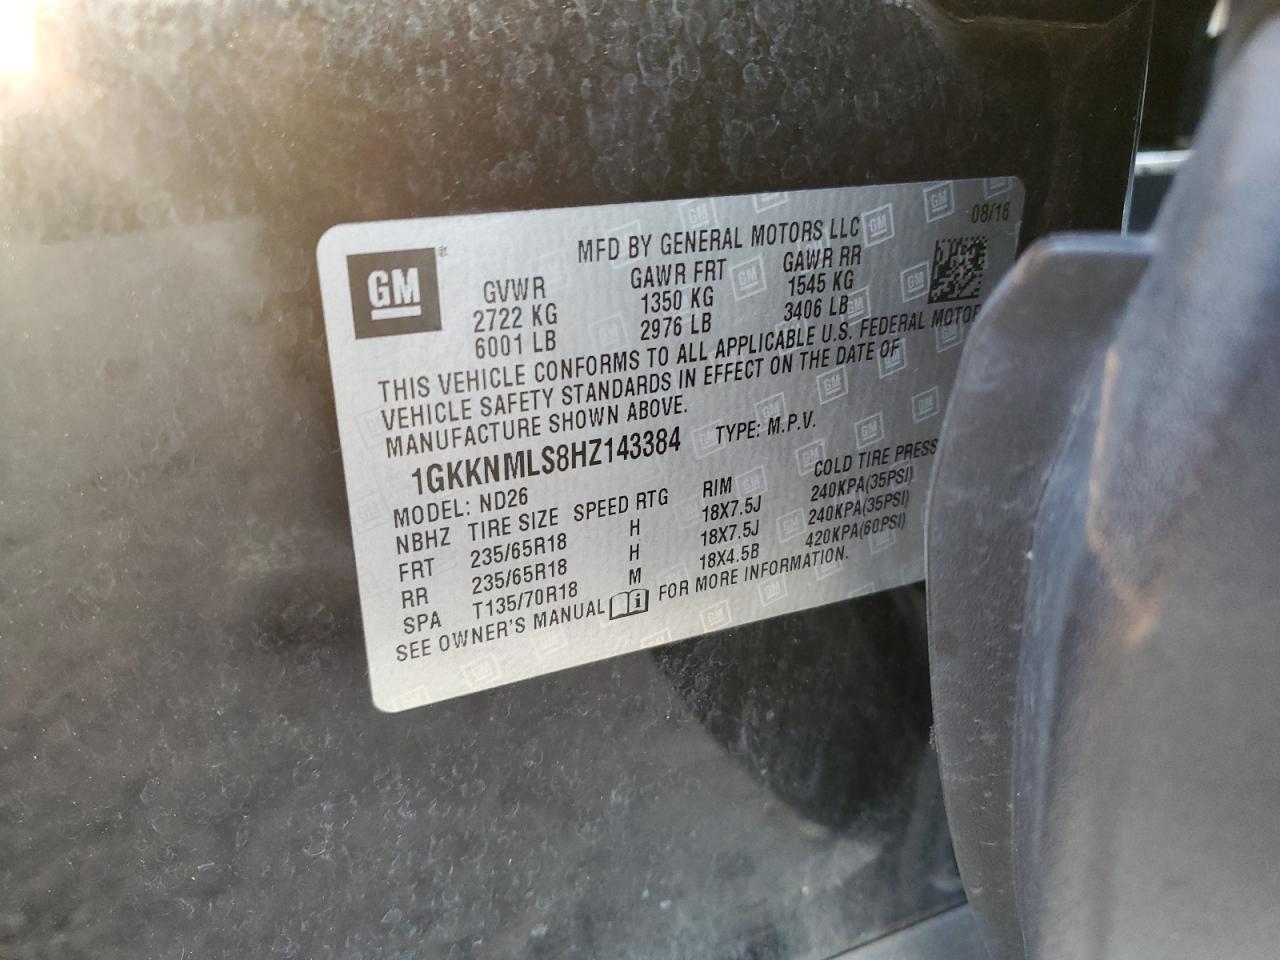 08/16
MFD BY GENERAL MOTORS LLC
GM
GVWR GAWR FRT GAWR RR
2722 KG 1350 KG 1545 KG
6001 LB 2976 LB 3406 LB
THIS VEHICLE CONFORMS TO ALL APPLICABLE U.S. FEDERAL MOTOR
VEHICLE SAFETY STANDARDS IN EFFECT ON THE DATE OF
MANUFACTURE SHOWN ABOVE.
1GKKNMLS8HZ143384 TYPE: M.P.V.
MODEL: ND26
NBHZ TIRE SIZE SPEED RTG RIM COLD TIRE PRESS
FRT 235/65R18 H 18X7.5J 240KPA(35PSI)
RR 235/65R18 H 18X7.5J 240KPA(35PSI)
SPA T135/70R18 M 18X4.5B 420KPA(60PSI)
SEE OWNER'S MANUAL FOR MORE INFORMATION.